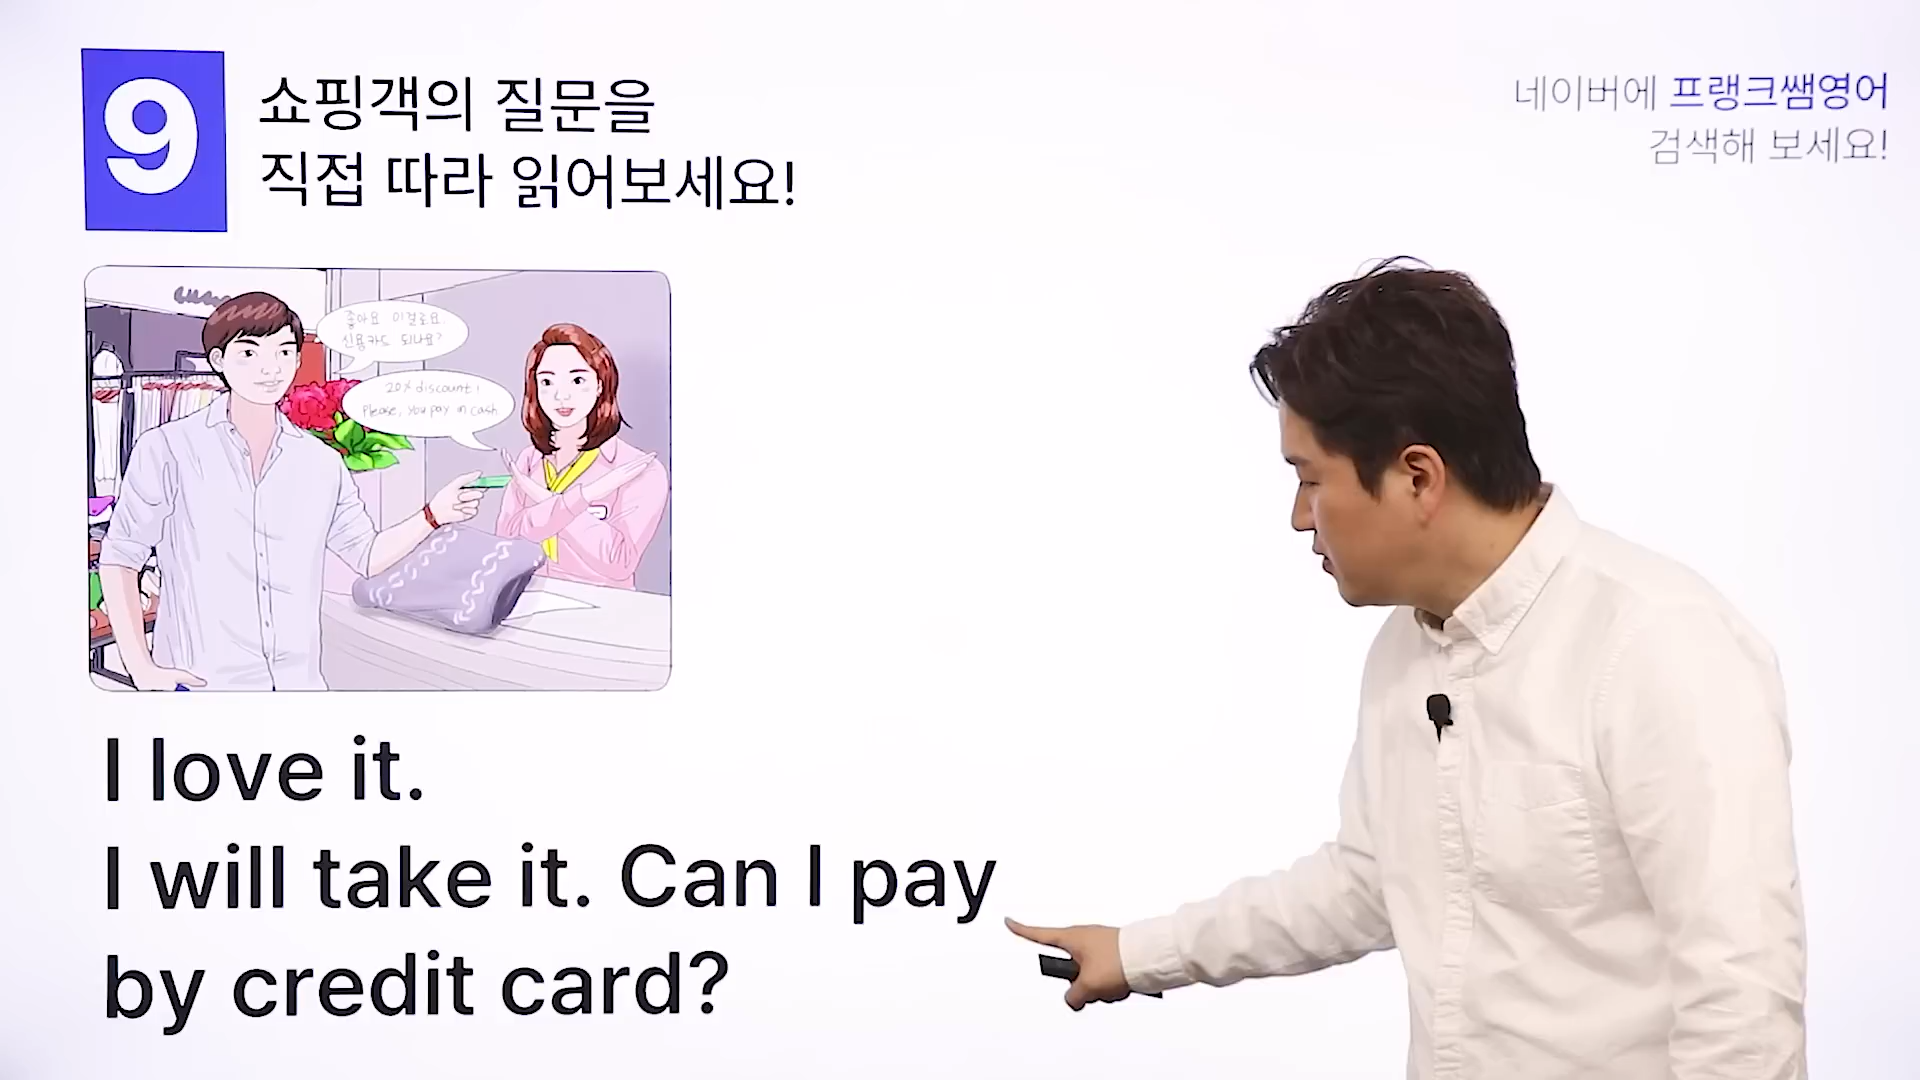 9
쇼핑객의 질문을
직접 따라 읽어보세요!
네이버에 프랭크쌤영어
검색해 보세요!
좋아요 이걸로요.
신용카드 되나요?
20% discount!
Please, you pay in cash
I love it.
I will take it. Can I pay
by credit card?